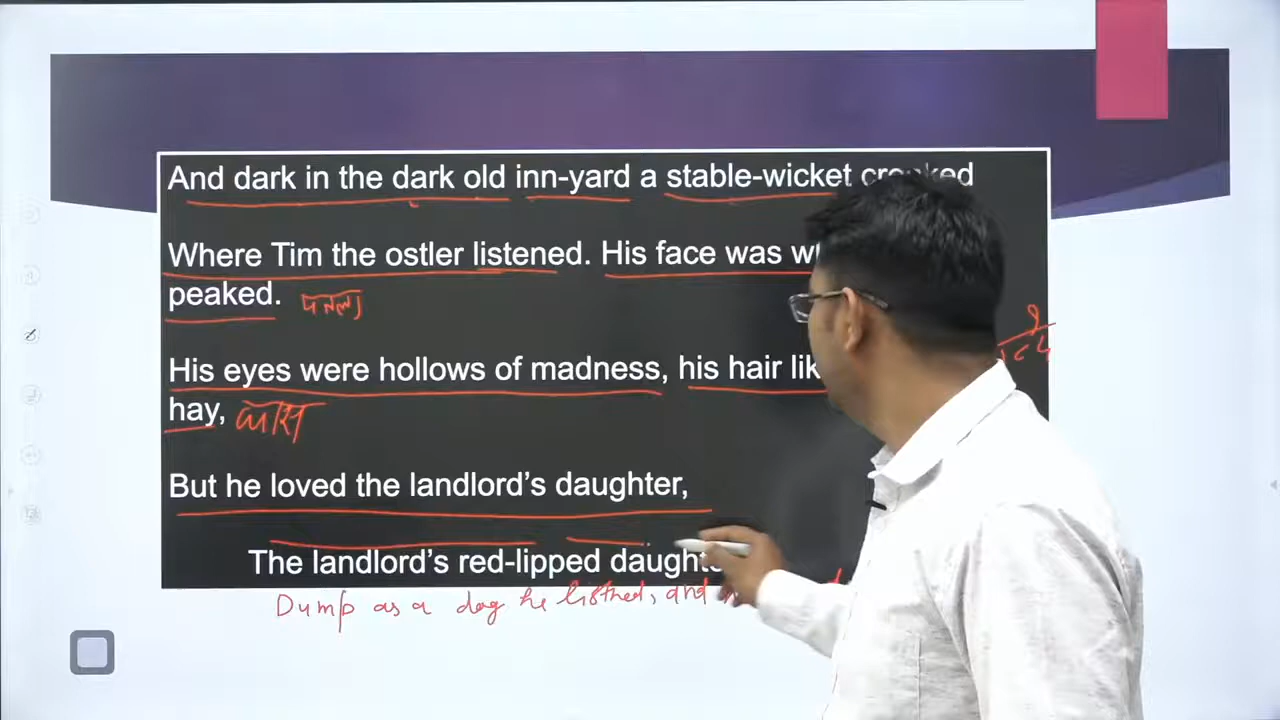 And dark in the dark old inn-yard a stable-wicket creaked
Where Tim the ostler listened. His face was
peaked. पतला
His eyes were hollows of madness, his hair
hay,
But he loved the landlord’s daughter,
The landlord’s red-lipped
Dump as a dog he listned, and